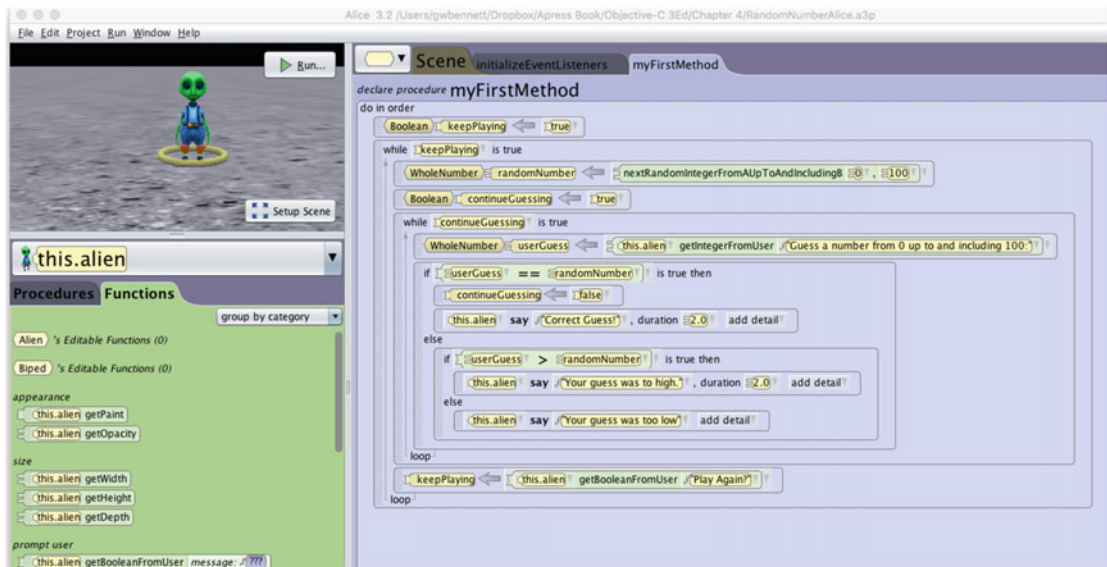 Alice 3.2 /Users/gwbennett/Dropbox/Apress Book/Objective-C 3Ed/Chapter 4/RandomNumberAlice.a3p
File Edit Project Run Window Help
Run...
Setup Scene
this.alien
Procedures Functions
group by category
Alien 's Editable Functions (0)
Biped 's Editable Functions (0)
appearance
this.alien getPaint
this.alien getOpacity
size
this.alien getWidth
this.alien getHeight
this.alien getDepth
prompt user
this.alien getBooleanFromUser message: ???
Scene initializeEventListeners myFirstMethod
declare procedure myFirstMethod
do in order
Boolean keepPlaying true
while keepPlaying is true
WholeNumber randomNumber nextRandomIntegerFromAUpToAndIncludingB 0 , 100
Boolean continueGuessing true
while continueGuessing is true
WholeNumber userGuess this.alien getIntegerFromUser "Guess a number from 0 up to and including 100:"
if userGuess == randomNumber is true then
continueGuessing false
this.alien say "Correct Guess!" , duration 2.0 add detail
else
if userGuess > randomNumber is true then
this.alien say "Your guess was to high." , duration 2.0 add detail
else
this.alien say "Your guess was too low" add detail
loop
keepPlaying this.alien getBooleanFromUser "Play Again?"
loop